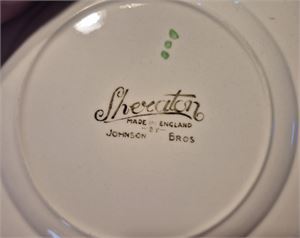 Sheraton
MADE IN ENGLAND
BY
JOHNSON BROS